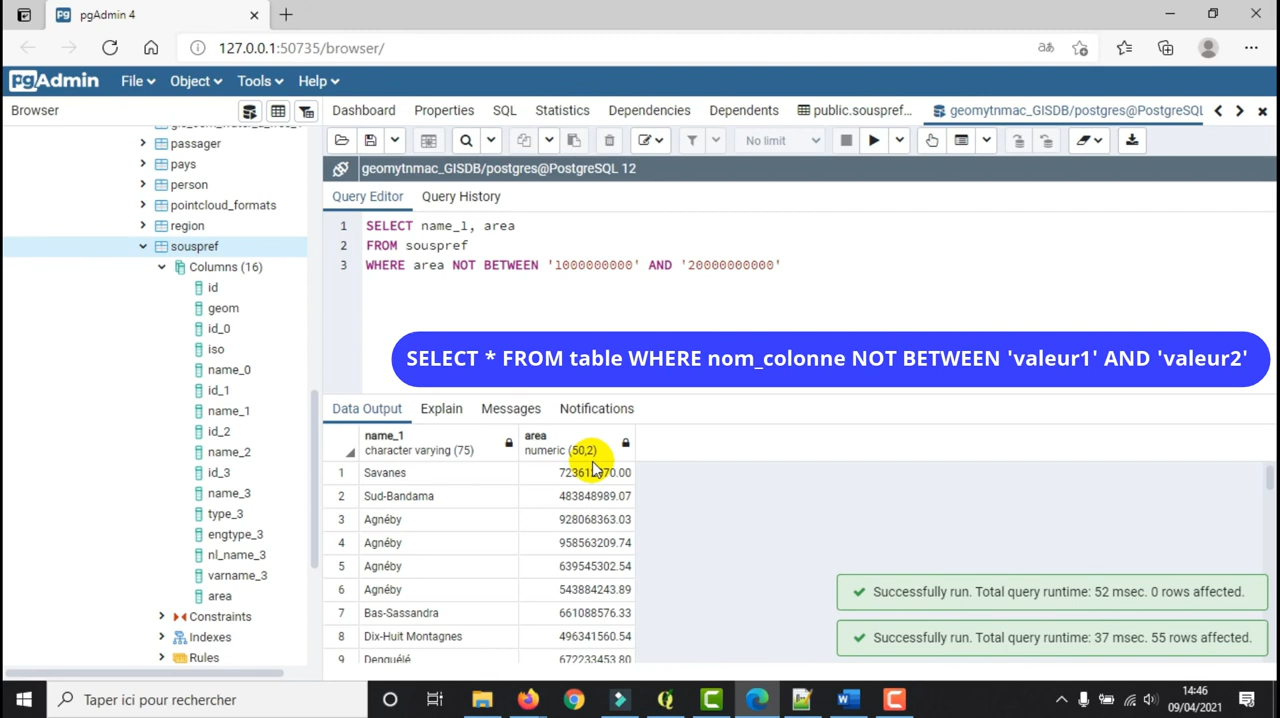 pgAdmin 4
127.0.0.1:50735/browser/
pgAdmin File Object Tools Help
Browser
Dashboard Properties SQL Statistics Dependencies Dependents public.souspref... geomytnmac_GISDB/postgres@PostgreSQL
No limit
geomytnmac_GISDB/postgres@PostgreSQL 12
Query Editor Query History
1 SELECT name_1, area
2 FROM souspref
3 WHERE area NOT BETWEEN '1000000000' AND '20000000000'
SELECT * FROM table WHERE nom_colonne NOT BETWEEN 'valeur1' AND 'valeur2'
passager
pays
person
pointcloud_formats
region
souspref
Columns (16)
id
geom
id_0
iso
name_0
id_1
name_1
id_2
name_2
id_3
name_3
type_3
engtype_3
nl_name_3
varname_3
area
Constraints
Indexes
Rules
Data Output Explain Messages Notifications
name_1 area
character varying (75) numeric (50,2)
1 Savanes
2 Sud-Bandama 483848989.07
3 Agnéby 928068363.03
4 Agnéby 958563209.74
5 Agnéby 639545302.54
6 Agnéby 543884243.89
7 Bas-Sassandra 661088576.33
8 Dix-Huit Montagnes 496341560.54
9 Denguélé 672233453.80
Successfully run. Total query runtime: 52 msec. 0 rows affected.
Successfully run. Total query runtime: 37 msec. 55 rows affected.
Taper ici pour rechercher
14:46
09/04/2021